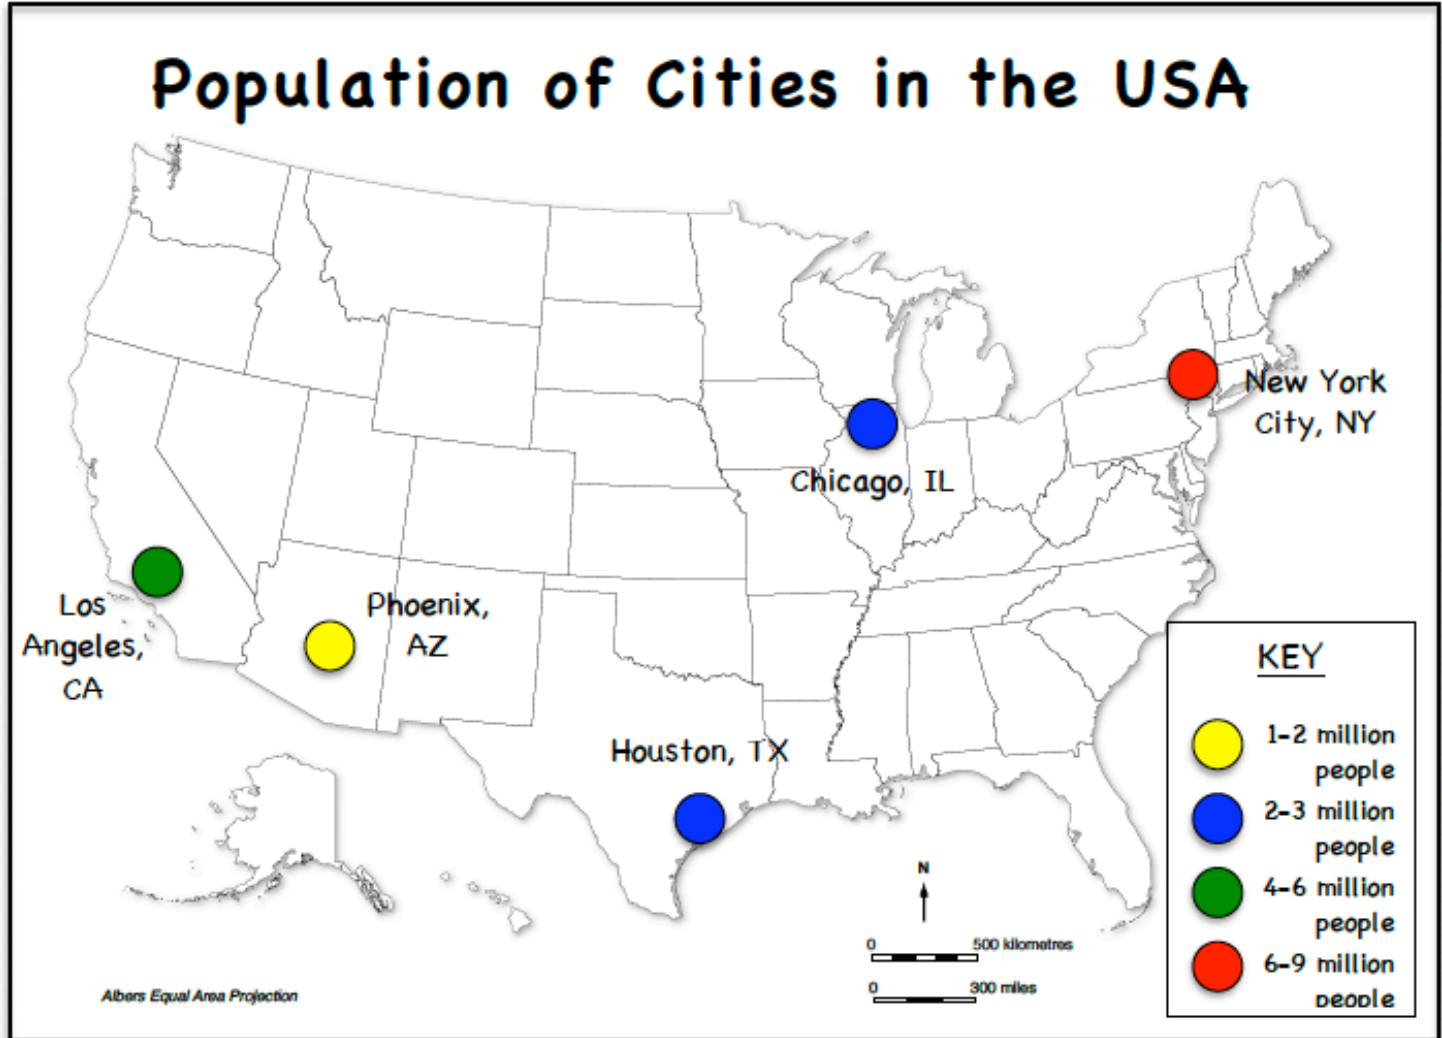 Population of Cities in the USA
New York
City, NY
Chicago, IL
Los
Angeles,
CA
Phoenix,
AZ
Houston, TX
KEY
1-2 million
people
2-3 million
people
4-6 million
people
6-9 million
people
N
0 500 kilometres
0 300 miles
Albers Equal Area Projection